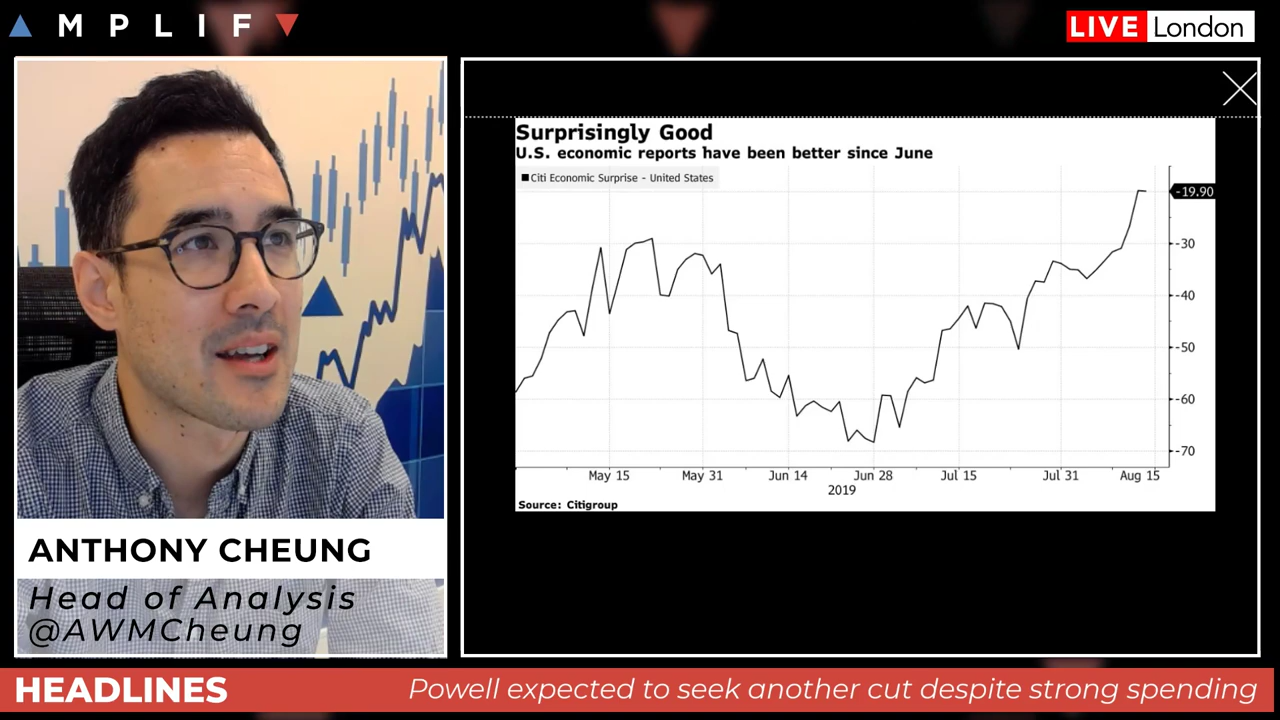 MPLIF
LIVE London
Surprisingly Good
U.S. economic reports have been better since June
Citi Economic Surprise - United States
-19.90
-30
-40
-50
-60
-70
May 15 May 31 Jun 14 Jun 28 Jul 15 Jul 31 Aug 15
2019
Source: Citigroup
ANTHONY CHEUNG
Head of Analysis
@AWMCheung
HEADLINES Powell expected to seek another cut despite strong spending